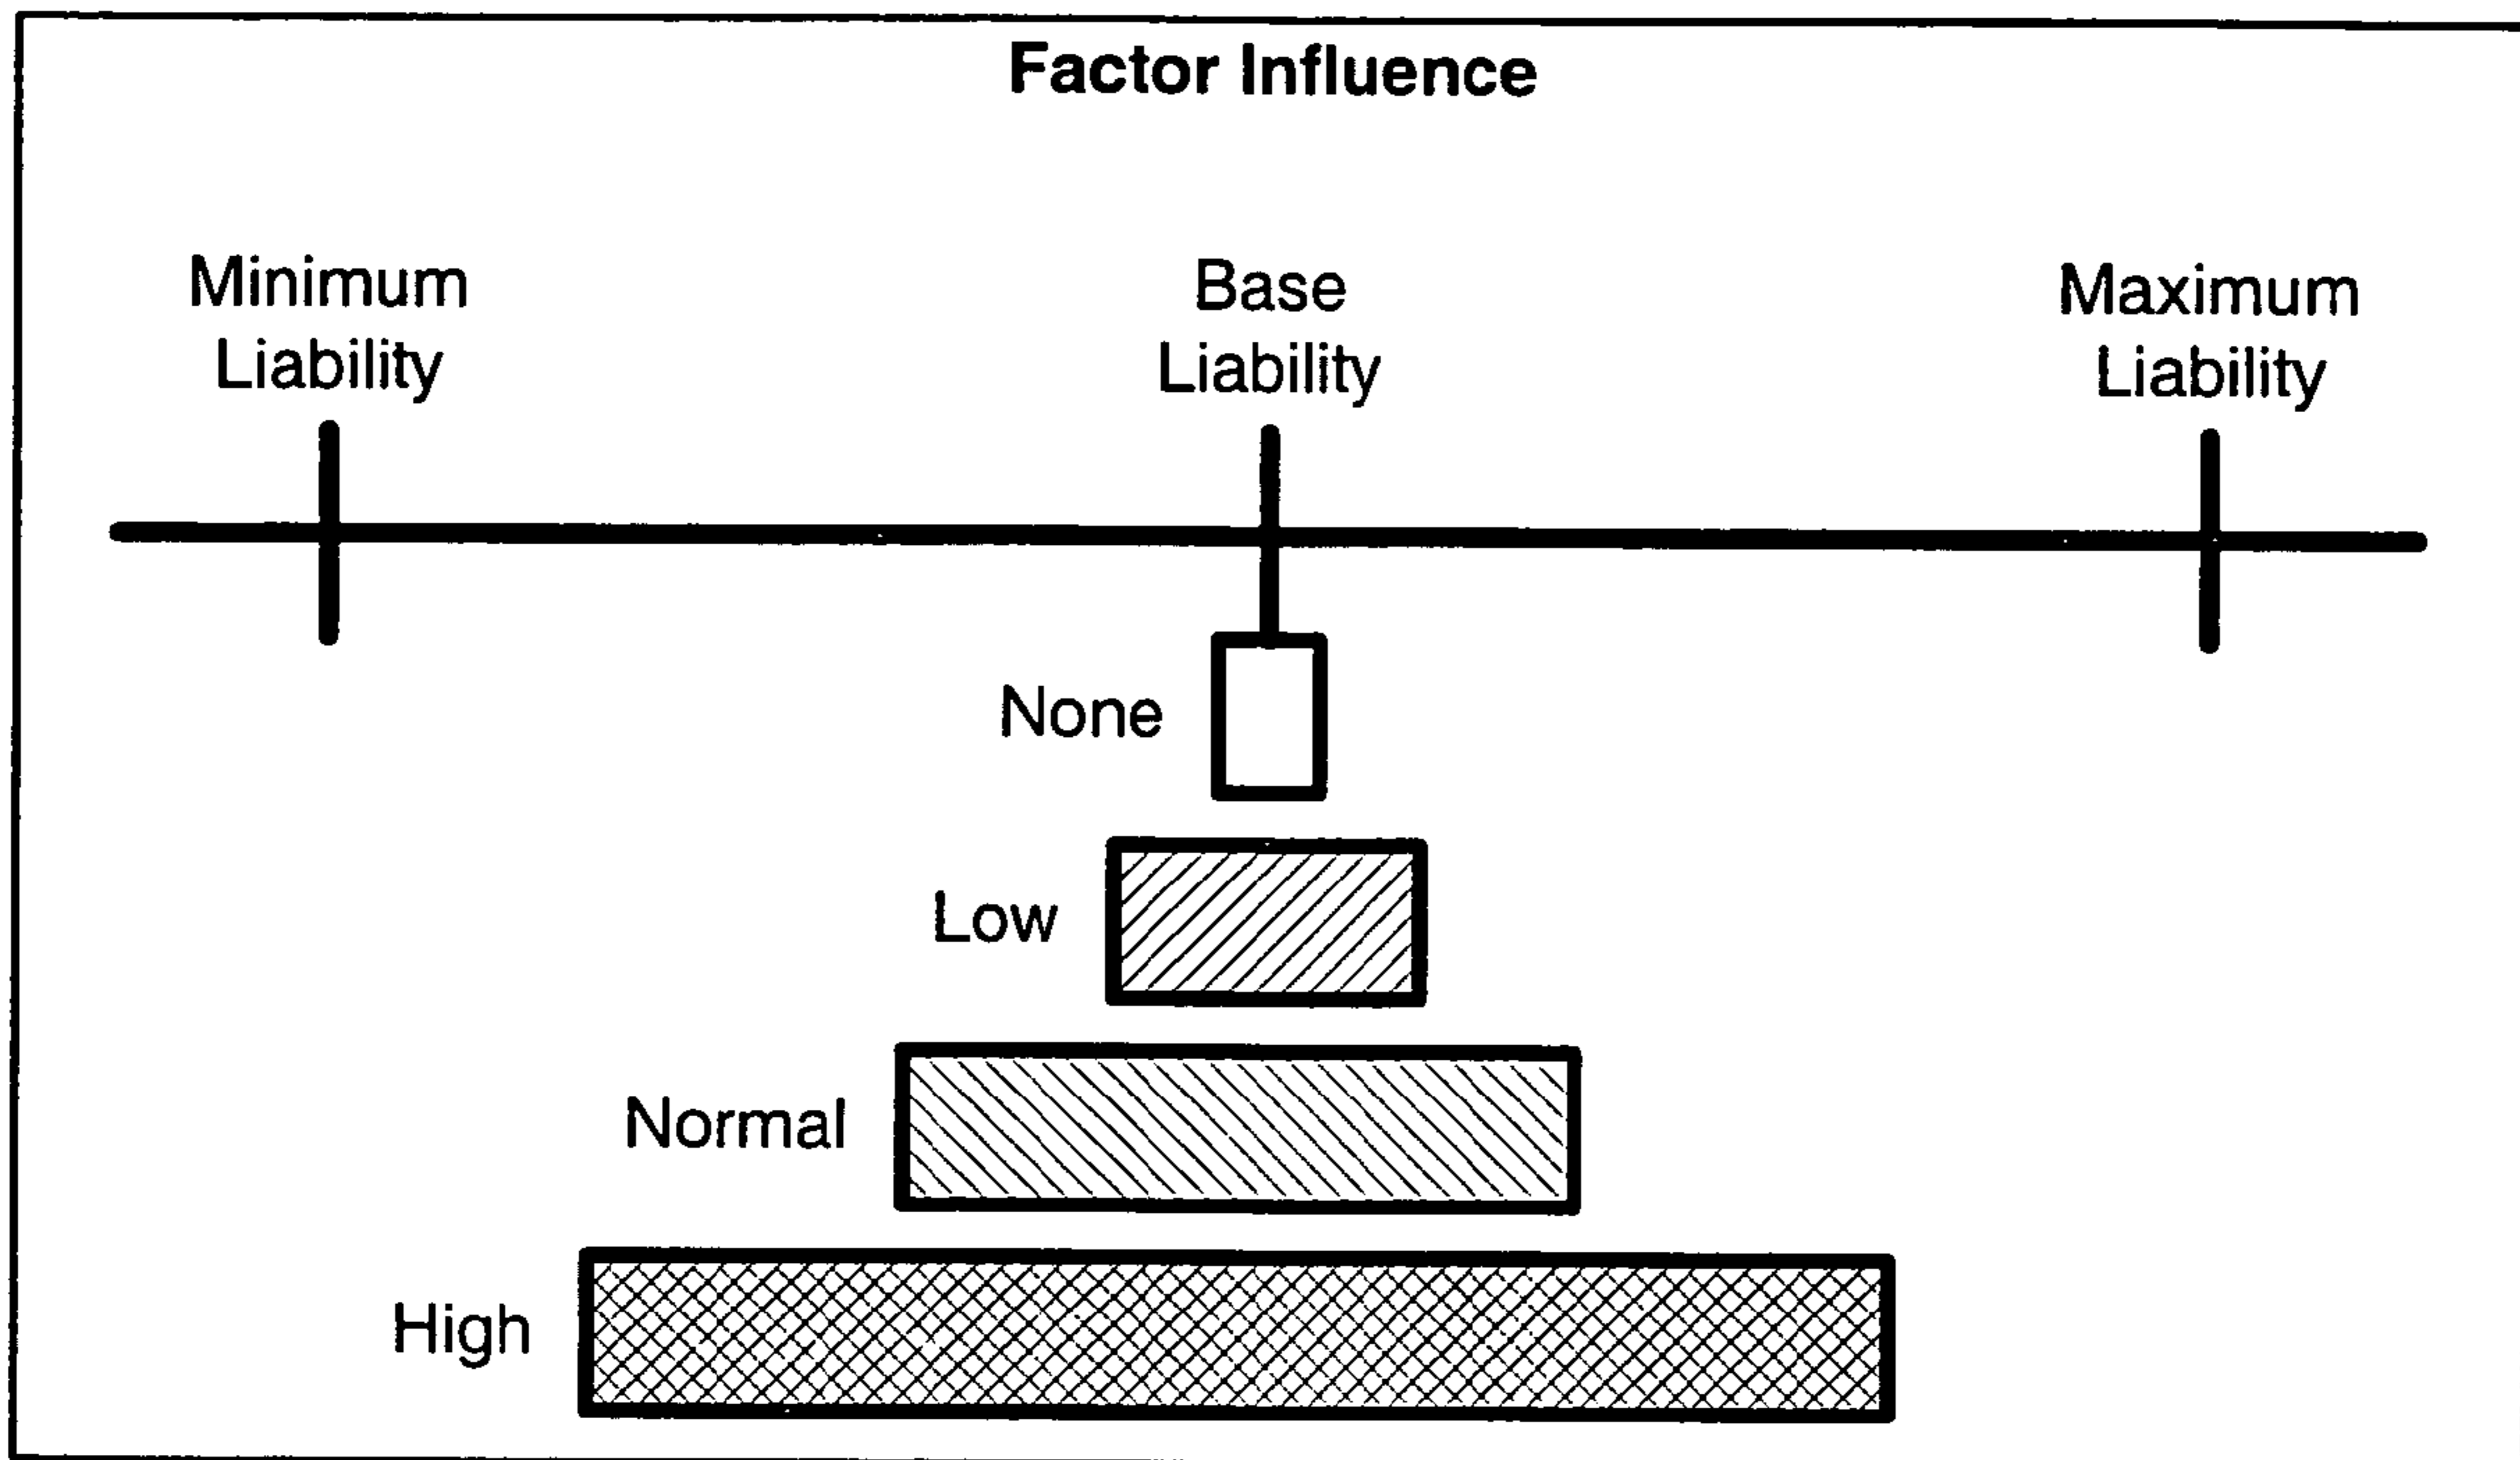 Factor Influence
Minimum
Liability
Base
Liability
Maximum
Liability
None
Low
Normal
High